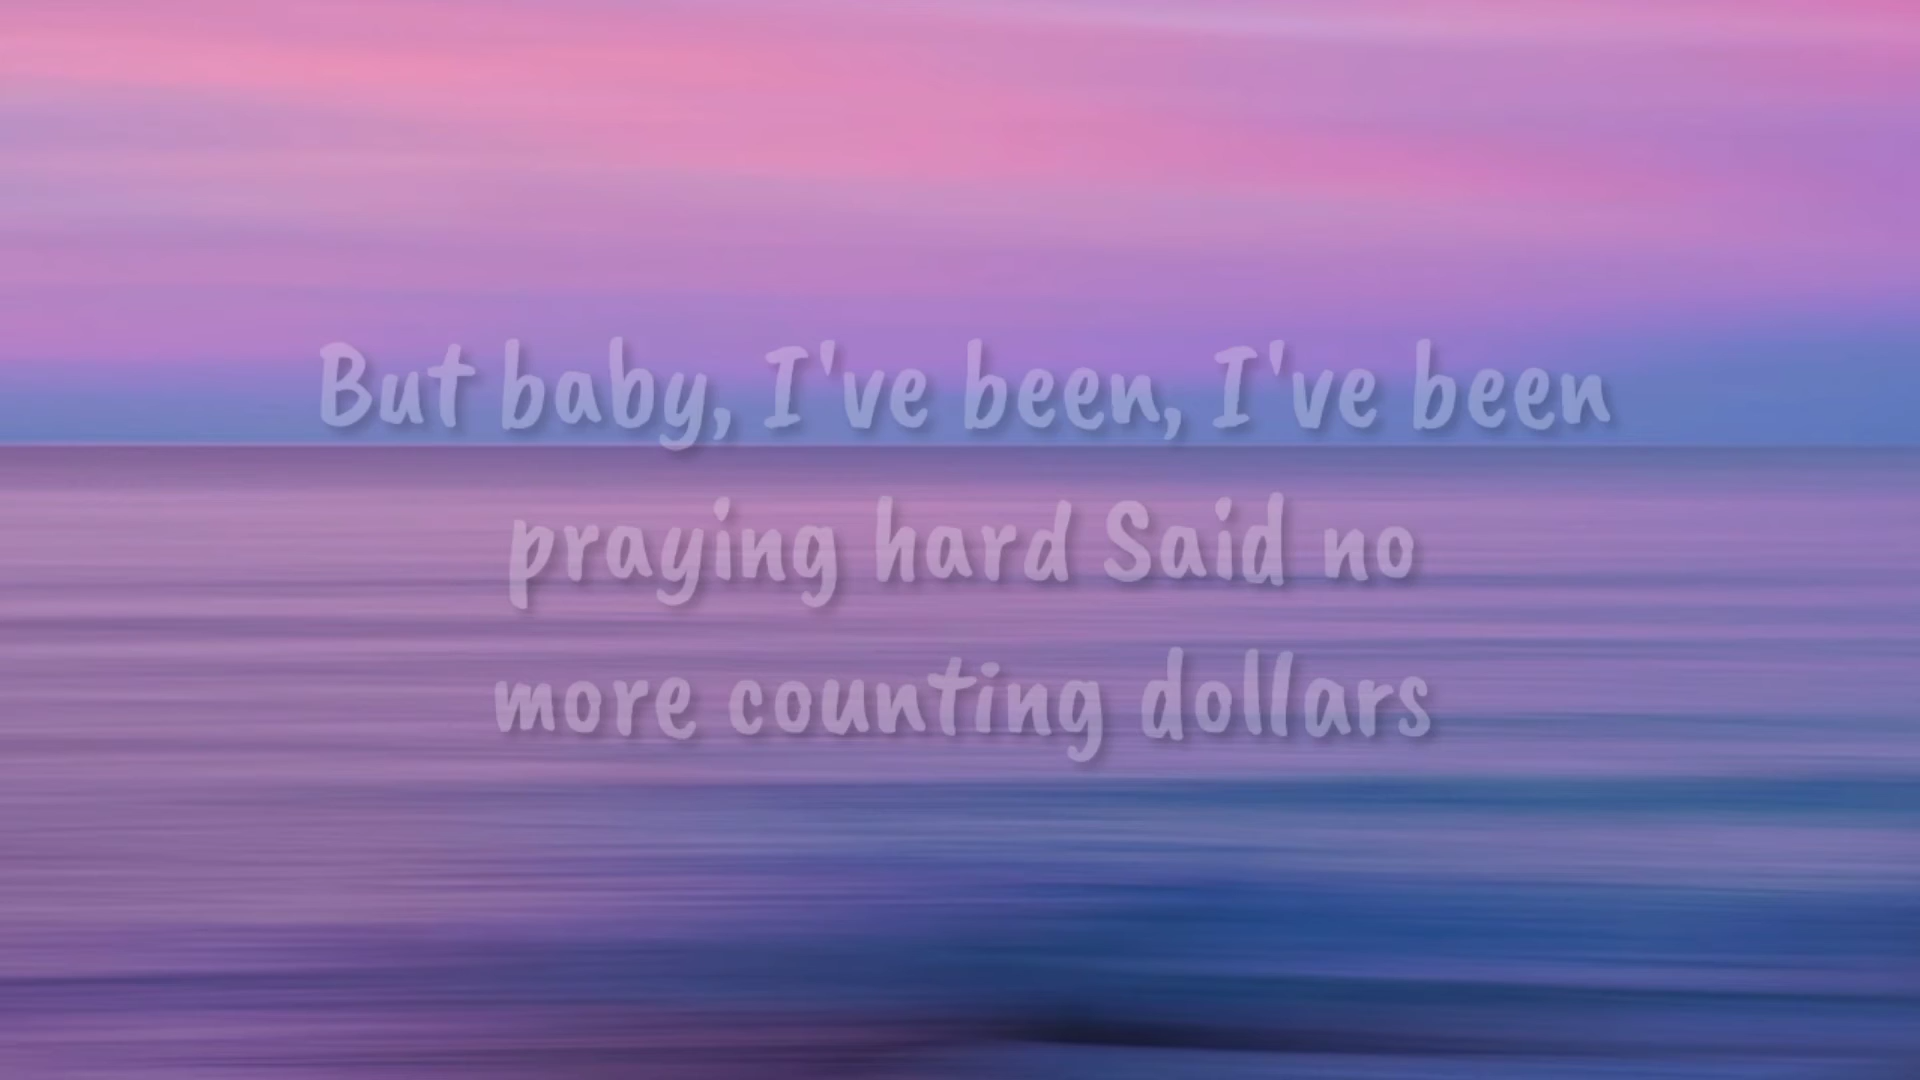 But baby, I've been, I've been
praying hard Said no
more counting dollars